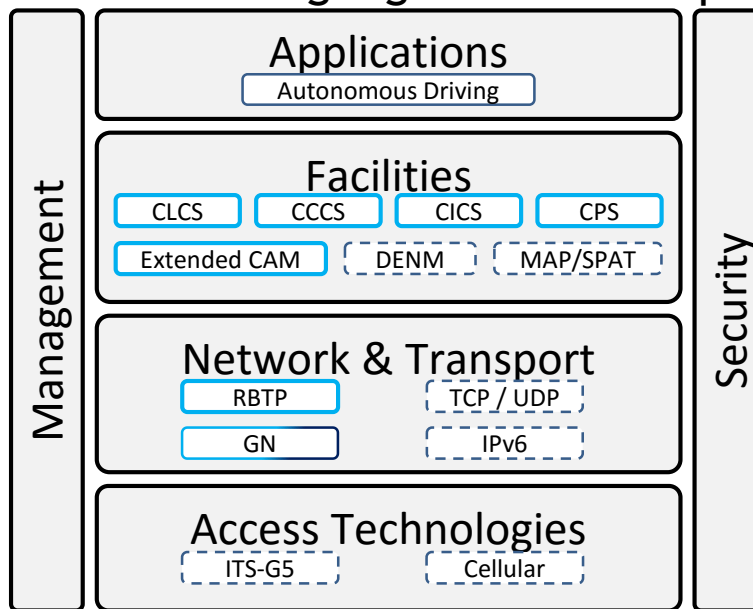 Applications
Autonomous Driving
Management
Facilities
CLCS CCCS CICS CPS
Extended CAM DENM MAP/SPAT
Security
Network & Transport
RBTP TCP / UDP
GN IPv6
Access Technologies
ITS-G5 Cellular